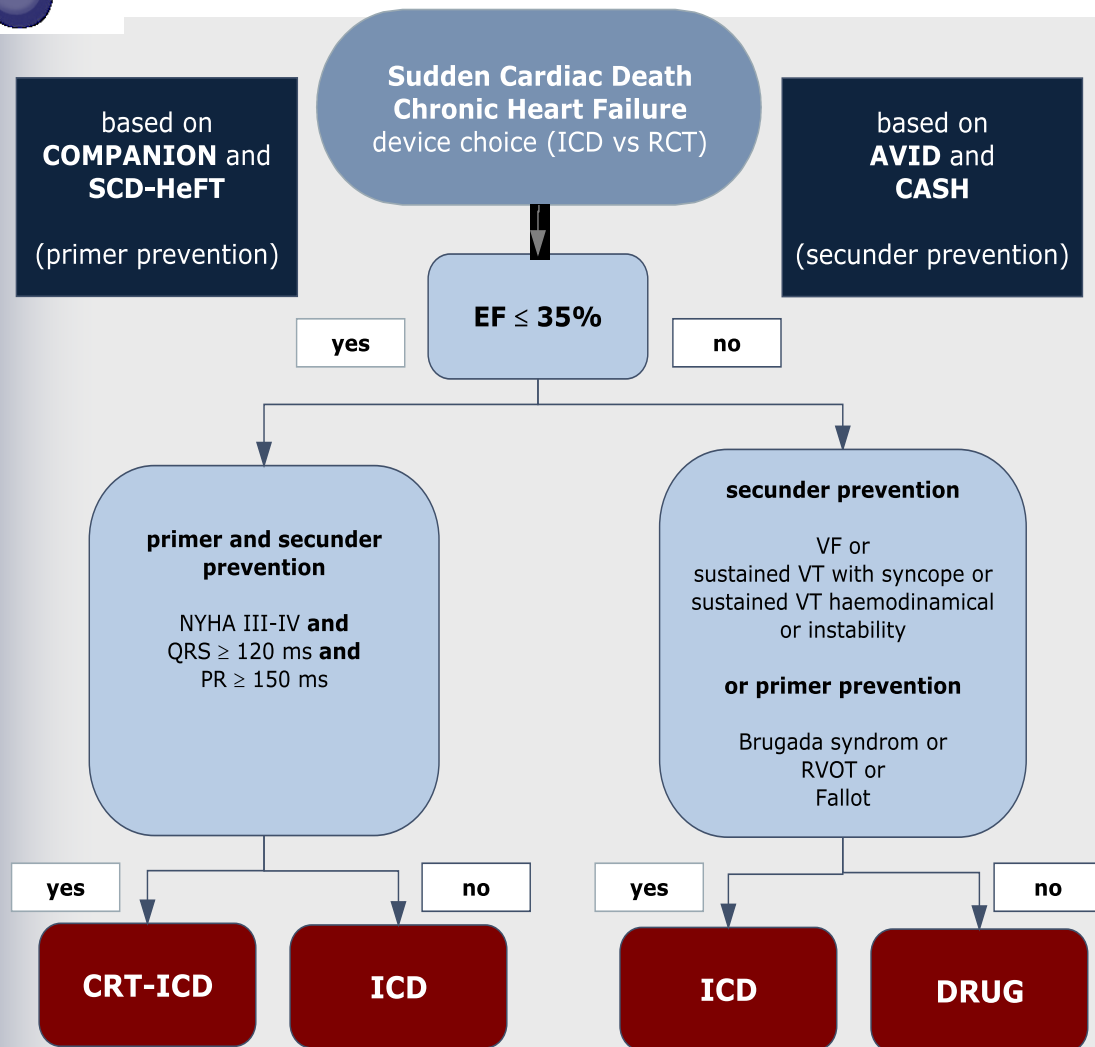 Sudden Cardiac Death
Chronic Heart Failure
device choice (ICD vs RCT)
based on
COMPANION and
SCD-HeFT
(primer prevention)
based on
AVID and
CASH
(secunder prevention)
EF ≤ 35%
yes
no
primer and secunder
prevention
NYHA III-IV and
QRS ≥ 120 ms and
PR ≥ 150 ms
secunder prevention
VF or
sustained VT with syncope or
sustained VT haemodinamical
or instability
or primer prevention
Brugada syndrom or
RVOT or
Fallot
yes
no
yes
no
CRT-ICD
ICD
ICD
DRUG